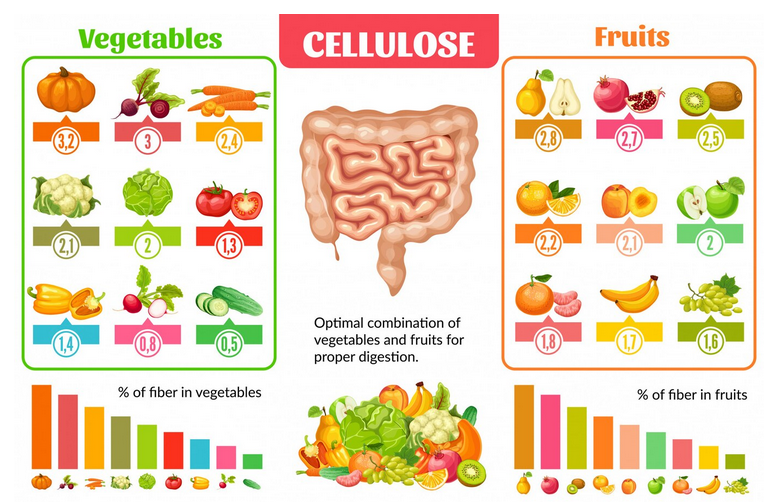 Vegetables
CELLULOSE
Fruits
3,2
3
2,4
2,1
2
1,3
1,4
0,8
0,5
2,8
2,7
2,5
2,2
2,1
2
1,8
1,7
1,6
Optimal combination of
vegetables and fruits for
proper digestion.
% of fiber in vegetables
% of fiber in fruits